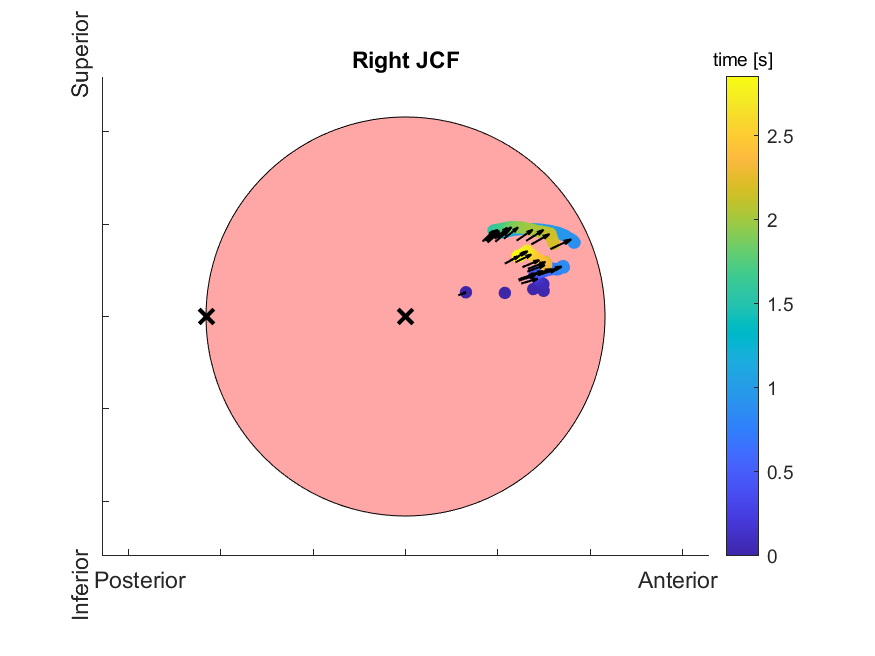 Right JCF
time [s]
Superior
Inferior
Posterior
Anterior
2.5
2
1.5
1
0.5
0